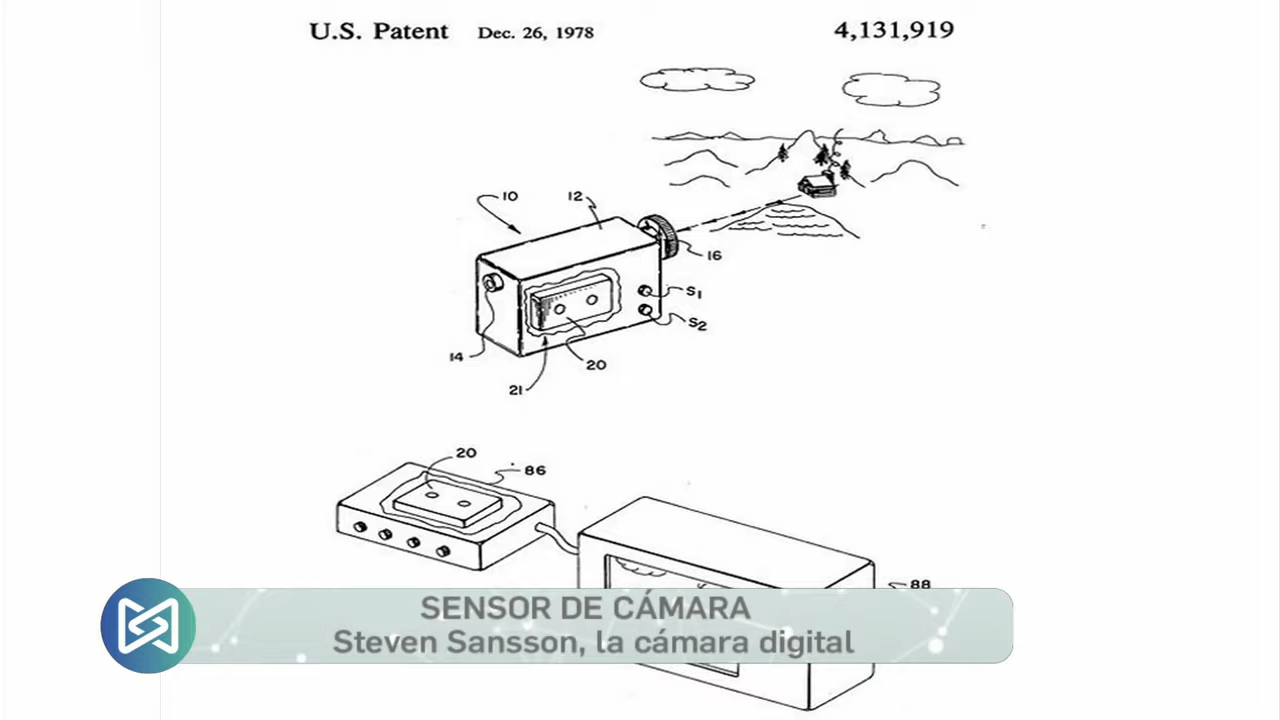 U.S. Patent Dec. 26, 1978 4,131,919
10
12
16
S1
S2
14
20
21
20
86
88
SENSOR DE CÁMARA
Steven Sansson, la cámara digital